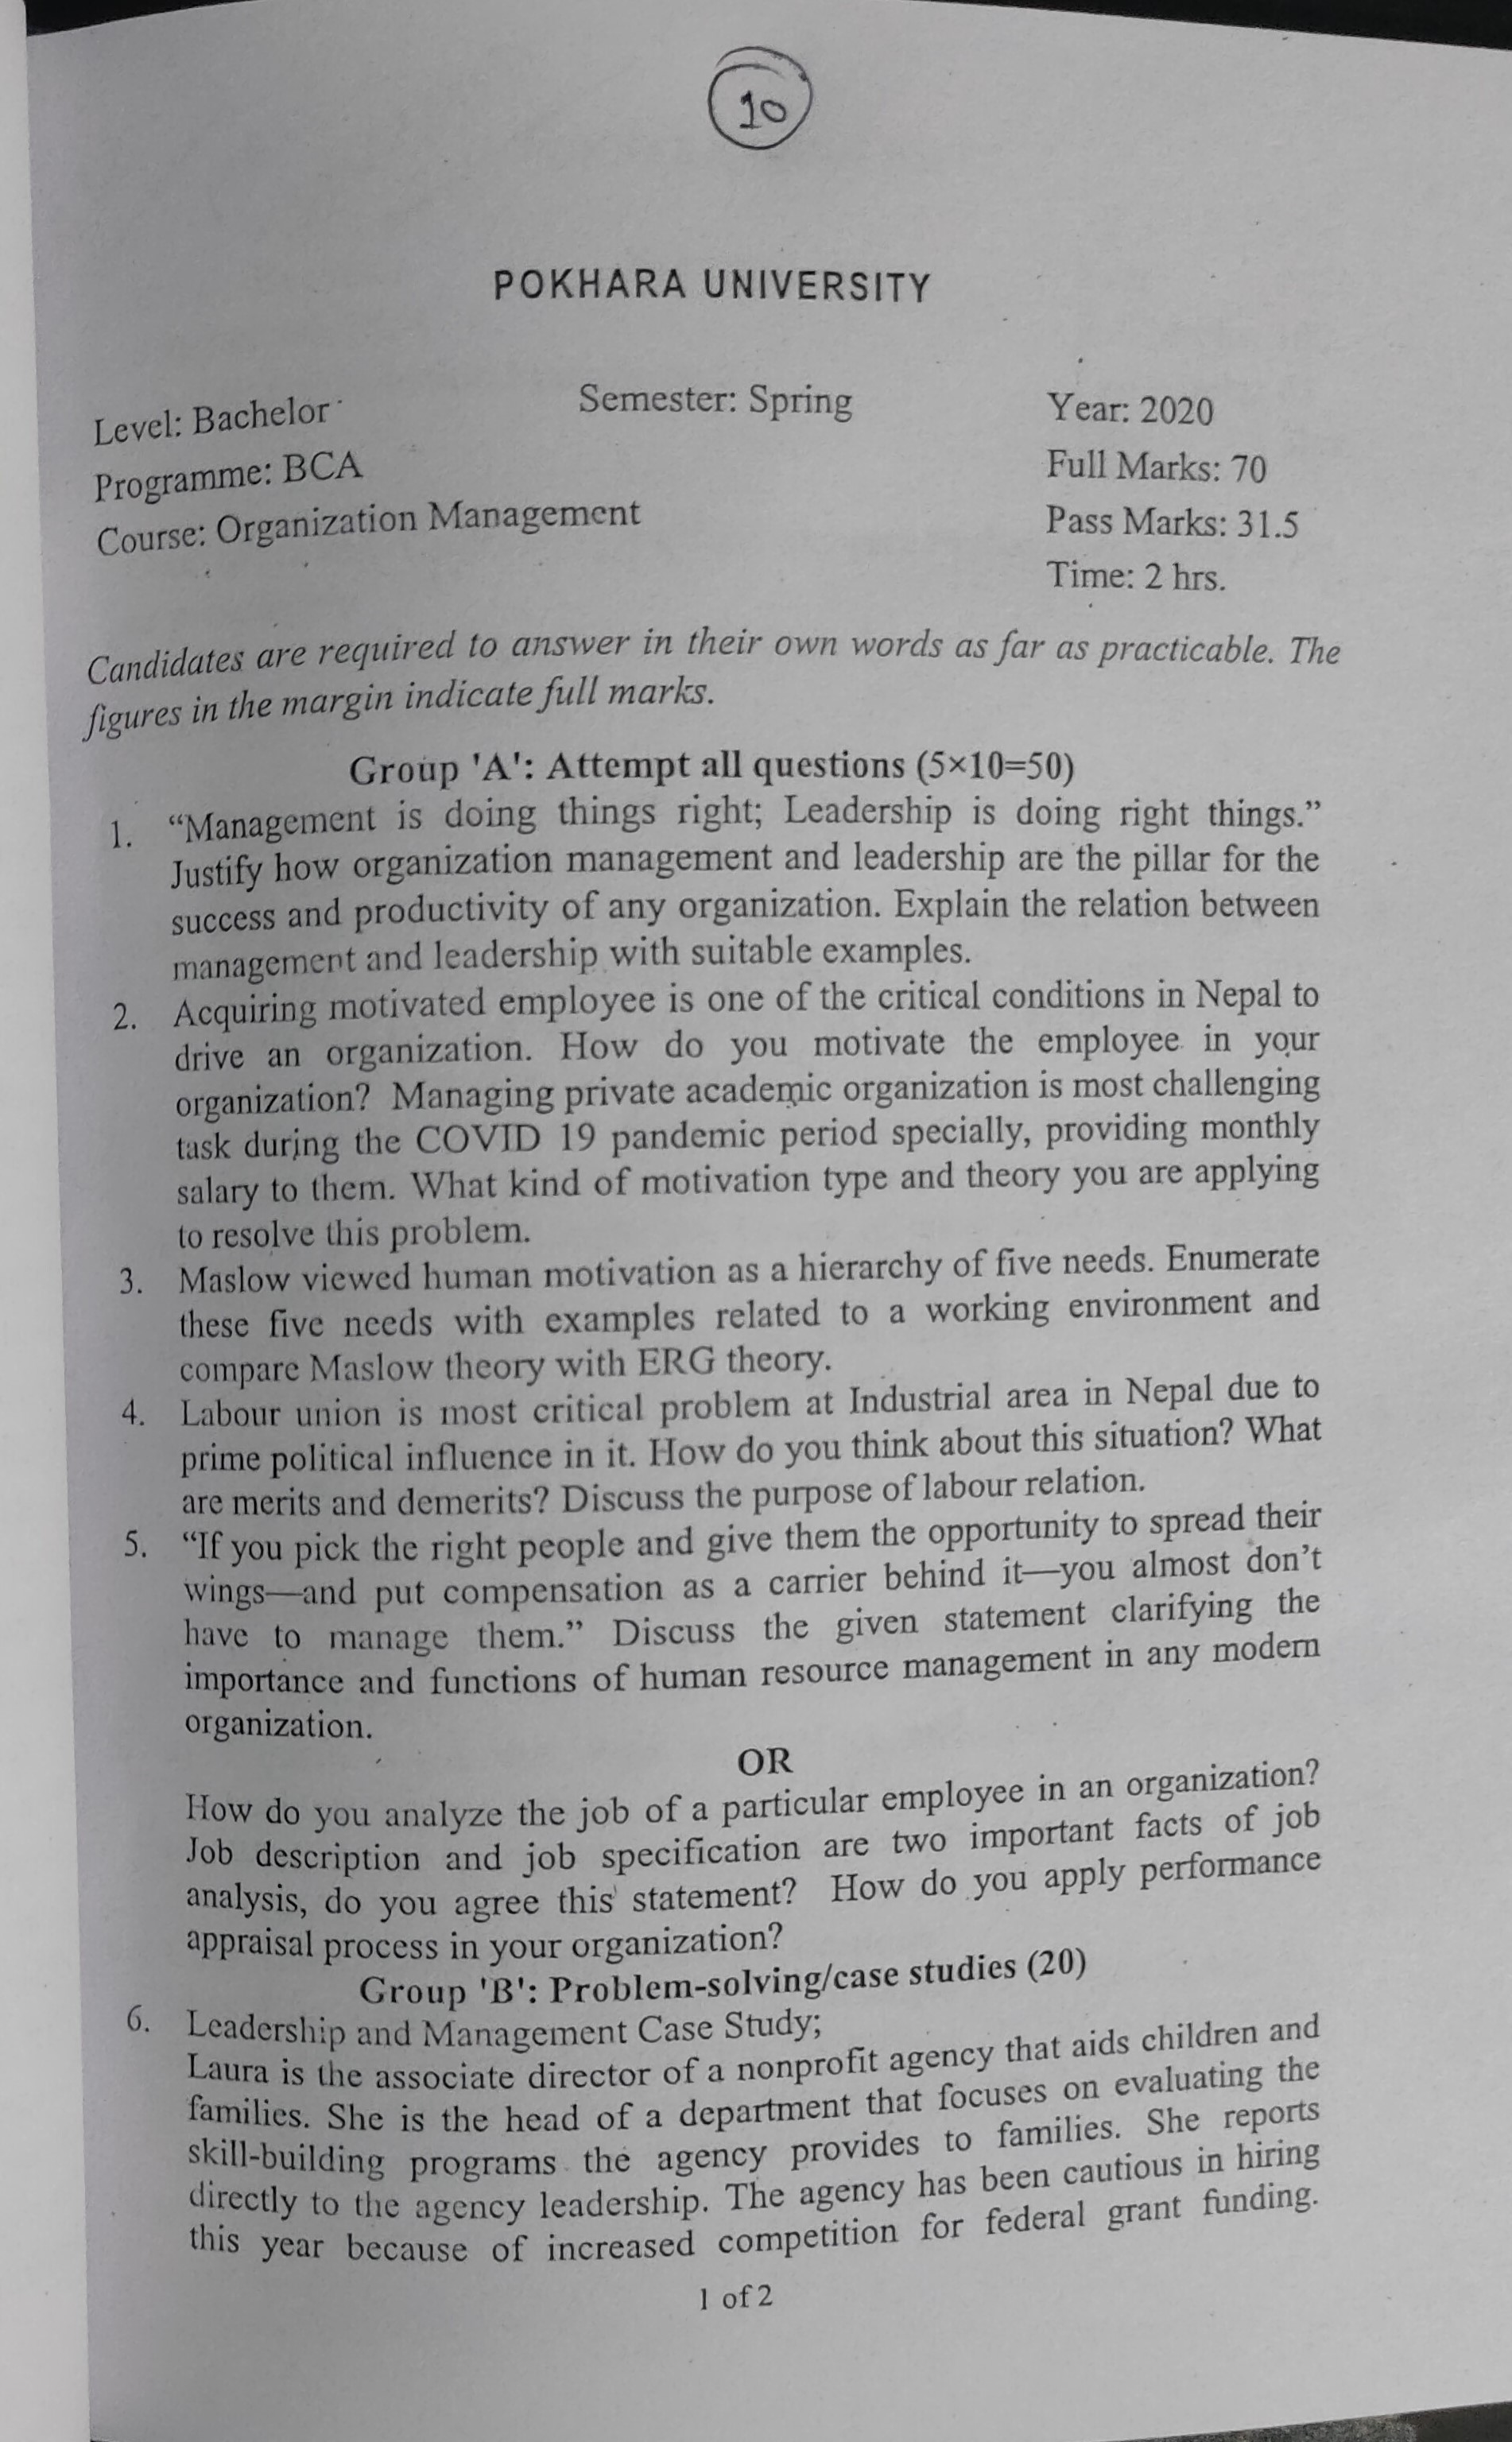 10
POKHARA UNIVERSITY
Level: Bachelor Semester: Spring Year: 2020
Programme: BCA Full Marks: 70
Course: Organization Management Pass Marks: 31.5
Time: 2 hrs.
Candidates are required to answer in their own words as far as practicable. The
figures in the margin indicate full marks.
Group 'A': Attempt all questions (5×10=50)
1. “Management is doing things right; Leadership is doing right things.”
Justify how organization management and leadership are the pillar for the
success and productivity of any organization. Explain the relation between
management and leadership with suitable examples.
2. Acquiring motivated employee is one of the critical conditions in Nepal to
drive an organization. How do you motivate the employee in your
organization? Managing private academic organization is most challenging
task during the COVID 19 pandemic period specially, providing monthly
salary to them. What kind of motivation type and theory you are applying
to resolve this problem.
3. Maslow viewed human motivation as a hierarchy of five needs. Enumerate
these five needs with examples related to a working environment and
compare Maslow theory with ERG theory.
4. Labour union is most critical problem at Industrial area in Nepal due to
prime political influence in it. How do you think about this situation? What
are merits and demerits? Discuss the purpose of labour relation.
5. “If you pick the right people and give them the opportunity to spread their
wings—and put compensation as a carrier behind it—you almost don’t
have to manage them.” Discuss the given statement clarifying the
importance and functions of human resource management in any modern
organization.
OR
How do you analyze the job of a particular employee in an organization?
Job description and job specification are two important facts of job
analysis, do you agree this statement? How do you apply performance
appraisal process in your organization?
Group 'B': Problem-solving/case studies (20)
6. Leadership and Management Case Study;
Laura is the associate director of a nonprofit agency that aids children and
families. She is the head of a department that focuses on evaluating the
skill-building programs the agency provides to families. She reports
directly to the agency leadership. The agency has been cautious in hiring
this year because of increased competition for federal grant funding.
1 of 2